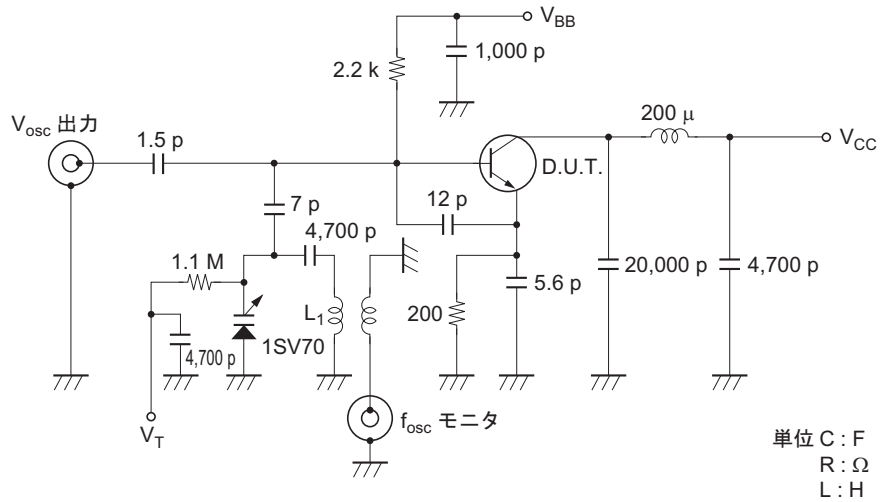 V_BB
1,000 p
2.2 k
200 μ
V_osc 出力
1.5 p
V_CC
D.U.T.
7 p
12 p
4,700 p
1.1 M
20,000 p
4,700 p
5.6 p
L_1
200
1SV70
4,700 p
f_osc モニタ
V_T
単位 C : F
R : Ω
L : H